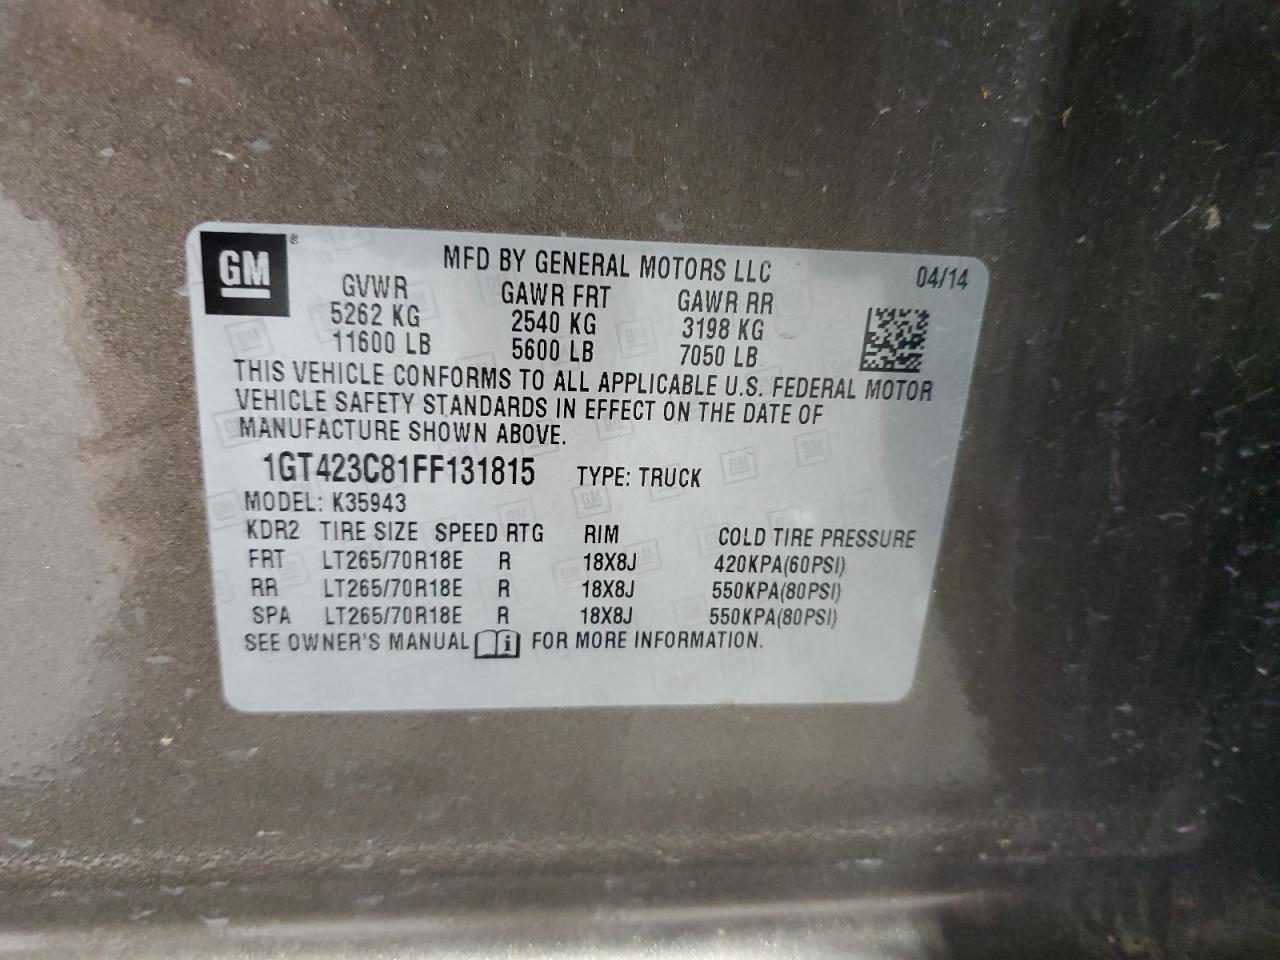 GM®
MFD BY GENERAL MOTORS LLC 04/14
GVWR GAWR FRT GAWR RR
5262 KG 2540 KG 3198 KG
11600 LB 5600 LB 7050 LB
THIS VEHICLE CONFORMS TO ALL APPLICABLE U.S. FEDERAL MOTOR
VEHICLE SAFETY STANDARDS IN EFFECT ON THE DATE OF
MANUFACTURE SHOWN ABOVE.
1GT423C81FF131815 TYPE: TRUCK
MODEL: K35943
KDR2 TIRE SIZE SPEED RTG RIM COLD TIRE PRESSURE
FRT LT265/70R18E R 18X8J 420KPA(60PSI)
RR LT265/70R18E R 18X8J 550KPA(80PSI)
SPA LT265/70R18E R 18X8J 550KPA(80PSI)
SEE OWNER'S MANUAL i FOR MORE INFORMATION.